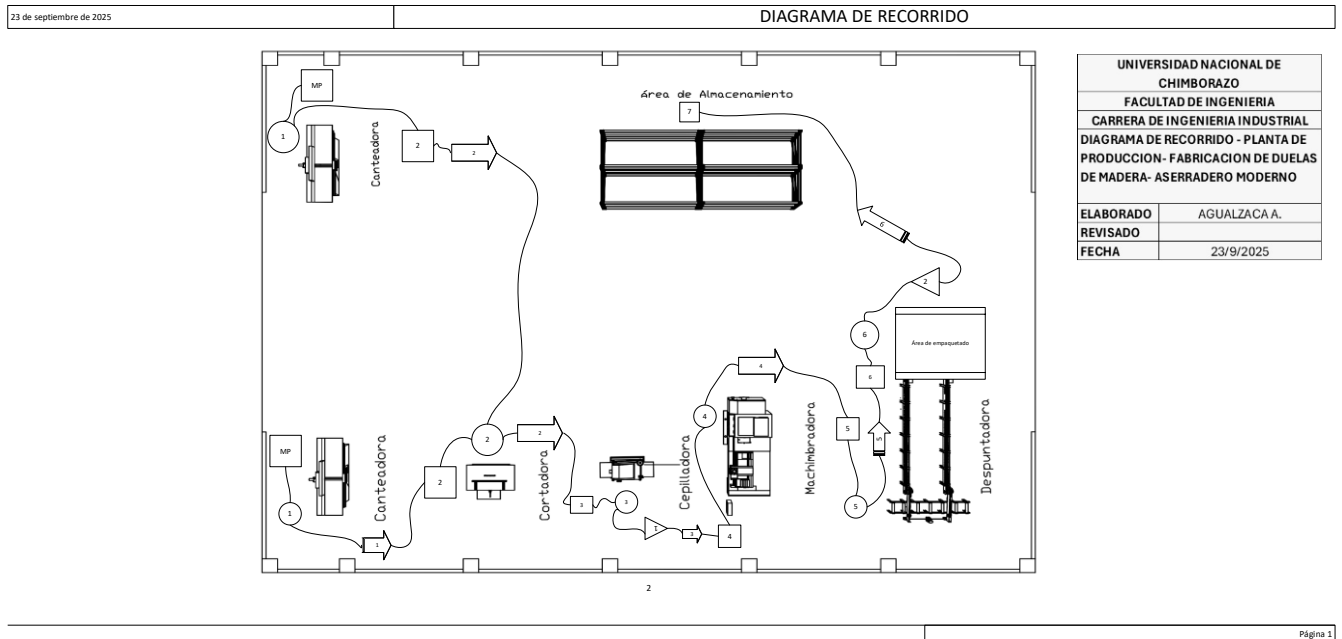 23 de septiembre de 2025
DIAGRAMA DE RECORRIDO
UNIVERSIDAD NACIONAL DE
CHIMBORAZO
FACULTAD DE INGENIERIA
CARRERA DE INGENIERIA INDUSTRIAL
DIAGRAMA DE RECORRIDO - PLANTA DE
PRODUCCION- FABRICACION DE DUELAS
DE MADERA- ASERRADERO MODERNO
ELABORADO AGUALZACA A.
REVISADO
FECHA 23/9/2025
MP
1
Canteadora
2
2
Área de Almacenamiento
7
6
2
6
Área de empaquetado
6
5
5
5
Despuntadora
4
4
Machimbradora
MP
1
Canteadora
1
2
2
2
Cortadora
3
3
Cepilladora
1
3
4
2
Página 1